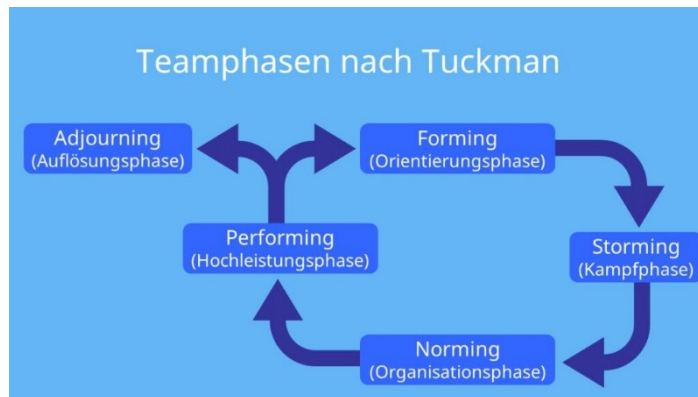 Teamphasen nach Tuckman
Adjourning
(Auflösungsphase)
Forming
(Orientierungsphase)
Performing
(Hochleistungsphase)
Storming
(Kampfphase)
Norming
(Organisationsphase)